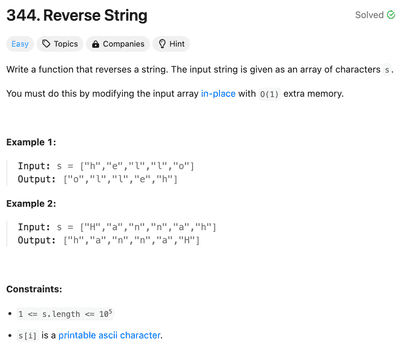 344. Reverse String
Solved
Easy
Topics
Companies
Hint
Write a function that reverses a string. The input string is given as an array of characters s.
You must do this by modifying the input array in-place with O(1) extra memory.
Example 1:
Input: s = ["h","e","l","l","o"]
Output: ["o","l","l","e","h"]
Example 2:
Input: s = ["H","a","n","n","a","h"]
Output: ["h","a","n","n","a","H"]
Constraints:
• 1 <= s.length <= 10⁵
• s[i] is a printable ascii character.